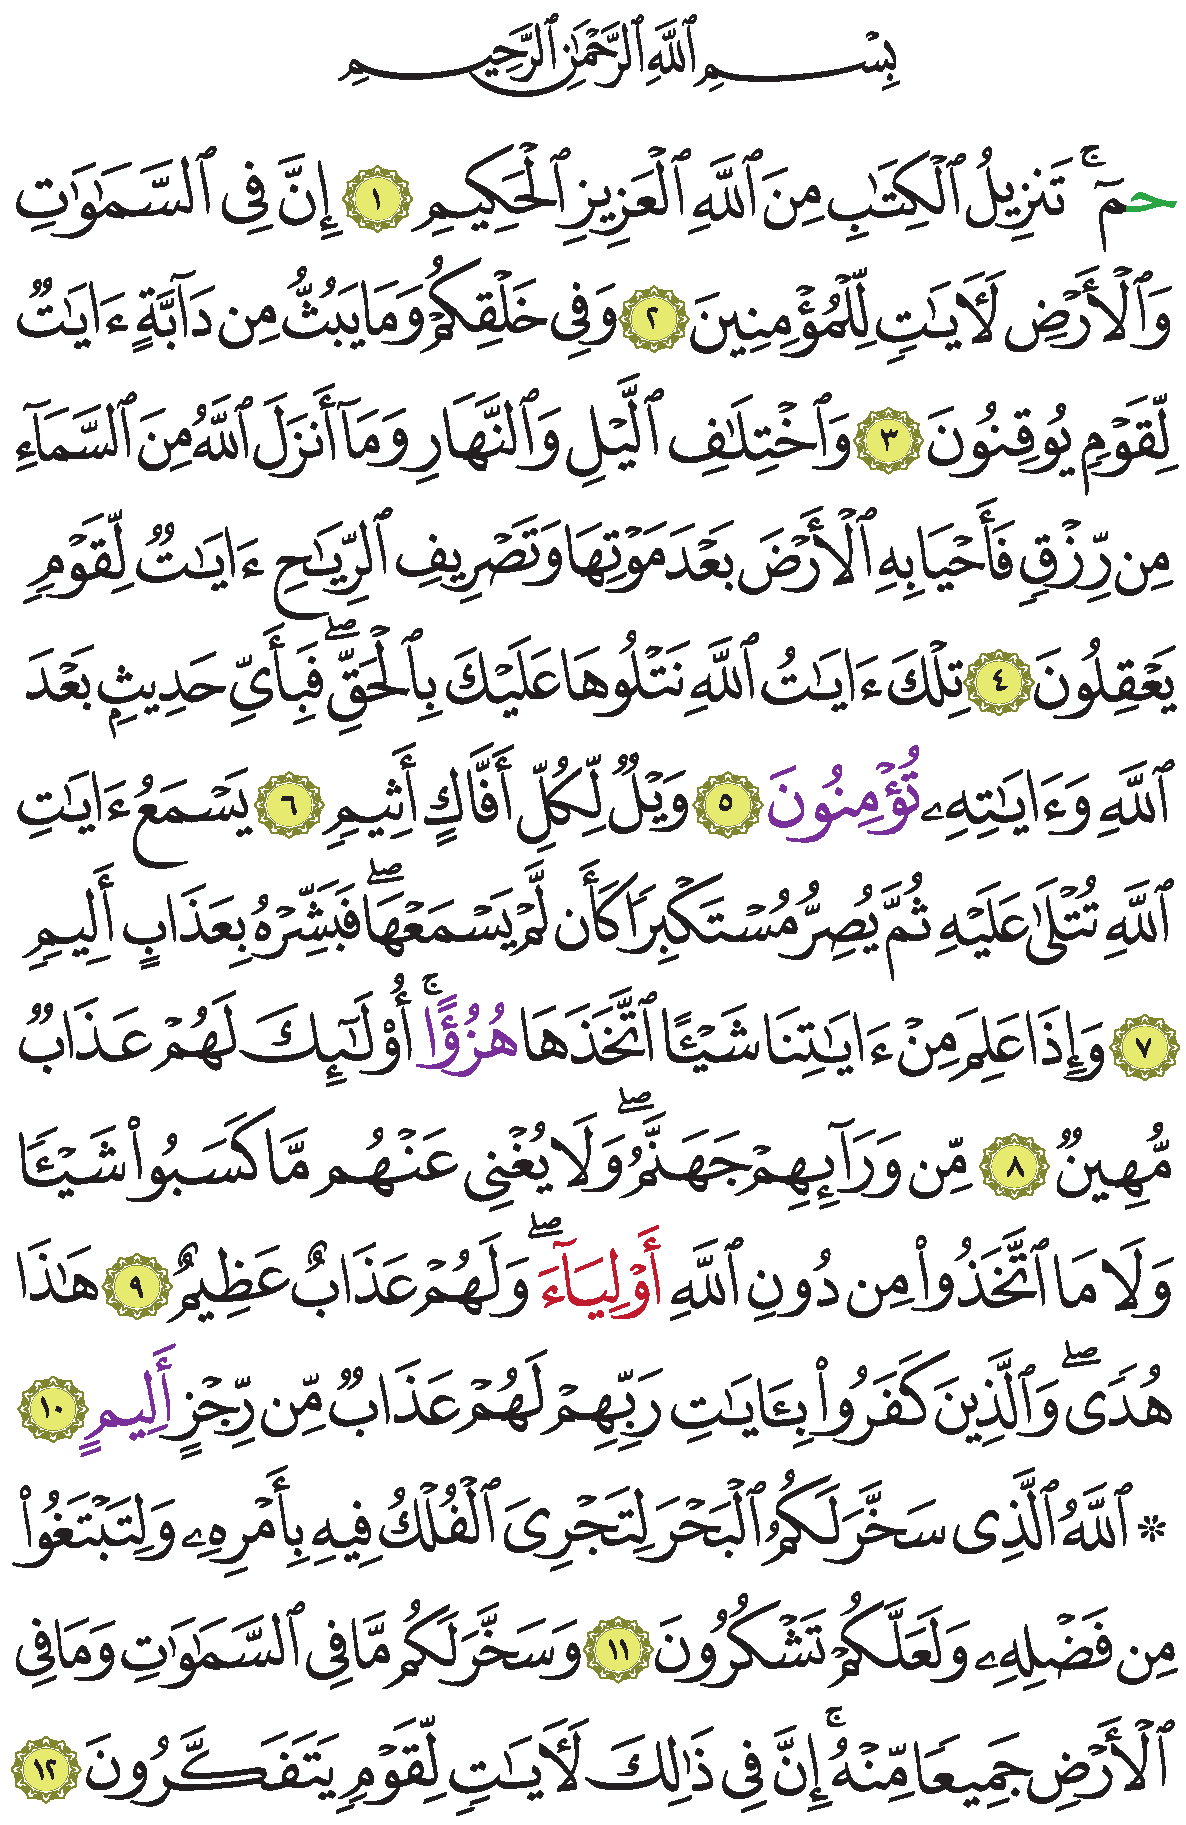 بِسْمِ ٱللَّهِ ٱلرَّحْمَٰنِ ٱلرَّحِيمِ
حمٓ ۚ تَنزِيلُ ٱلْكِتَٰبِ مِنَ ٱللَّهِ ٱلْعَزِيزِ ٱلْحَكِيمِ ١ إِنَّ فِى ٱلسَّمَٰوَٰتِ
وَٱلْأَرْضِ لَأٓيَٰتٍ لِّلْمُؤْمِنِينَ ٢ وَفِى خَلْقِكُمْ وَمَا يَبُثُّ مِن دَآبَّةٍ ءَايَٰتٌ
لِّقَوْمٍ يُوقِنُونَ ٣ وَٱخْتِلَٰفِ ٱلَّيْلِ وَٱلنَّهَارِ وَمَآ أَنزَلَ ٱللَّهُ مِنَ ٱلسَّمَآءِ
مِن رِّزْقٍ فَأَحْيَا بِهِ ٱلْأَرْضَ بَعْدَ مَوْتِهَا وَتَصْرِيفِ ٱلرِّيَٰحِ ءَايَٰتٌ لِّقَوْمٍ
يَعْقِلُونَ ٤ تِلْكَ ءَايَٰتُ ٱللَّهِ نَتْلُوهَا عَلَيْكَ بِٱلْحَقِّ ۖ فَبِأَىِّ حَدِيثٍ بَعْدَ
ٱللَّهِ وَءَايَٰتِهِۦ تُؤْمِنُونَ ٥ وَيْلٌ لِّكُلِّ أَفَّاكٍ أَثِيمٍ ٦ يَسْمَعُ ءَايَٰتِ
ٱللَّهِ تُتْلَىٰ عَلَيْهِ ثُمَّ يُصِرُّ مُسْتَكْبِرًا كَأَن لَّمْ يَسْمَعْهَا ۖ فَبَشِّرْهُ بِعَذَابٍ أَلِيمٍ
٧ وَإِذَا عَلِمَ مِنْ ءَايَٰتِنَا شَيْـًٔا ٱتَّخَذَهَا هُزُؤًا ۚ أُو۟لَٰٓئِكَ لَهُمْ عَذَابٌ
مُّهِينٌ ٨ مِّن وَرَآئِهِمْ جَهَنَّمُ ۖ وَلَا يُغْنِى عَنْهُم مَّا كَسَبُوا۟ شَيْـًٔا
وَلَا مَا ٱتَّخَذُوا۟ مِن دُونِ ٱللَّهِ أَوْلِيَآءَ ۖ وَلَهُمْ عَذَابٌ عَظِيمٌ ٩ هَٰذَا
هُدًى ۖ وَٱلَّذِينَ كَفَرُوا۟ بِـَٔايَٰتِ رَبِّهِمْ لَهُمْ عَذَابٌ مِّن رِّجْزٍ أَلِيمٍ ١٠
۞ ٱللَّهُ ٱلَّذِى سَخَّرَ لَكُمُ ٱلْبَحْرَ لِتَجْرِىَ ٱلْفُلْكُ فِيهِ بِأَمْرِهِۦ وَلِتَبْتَغُوا۟
مِن فَضْلِهِۦ وَلَعَلَّكُمْ تَشْكُرُونَ ١١ وَسَخَّرَ لَكُم مَّا فِى ٱلسَّمَٰوَٰتِ وَمَا فِى
ٱلْأَرْضِ جَمِيعًا مِّنْهُ ۚ إِنَّ فِى ذَٰلِكَ لَأٓيَٰتٍ لِّقَوْمٍ يَتَفَكَّرُونَ ١٢